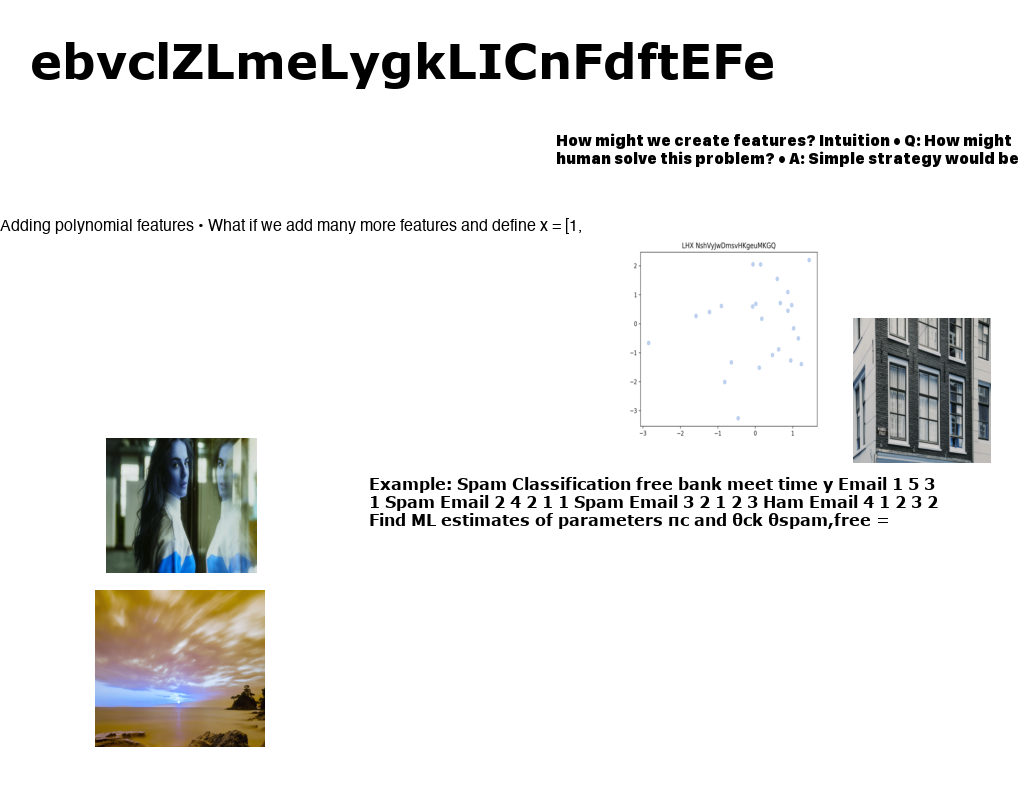 ebvclZLmeLygkLICnFdftEFe
How might we create features? Intuition • Q: How might
human solve this problem? • A: Simple strategy would be
Adding polynomial features • What if we add many more features and define x = [1,
LHX NshVyJwDmsvHKgeuMKGQ
2
1
0
−1
−2
−3
−3 −2 −1 0 1
Example: Spam Classification free bank meet time y Email 1 5 3
1 Spam Email 2 4 2 1 1 Spam Email 3 2 1 2 3 Ham Email 4 1 2 3 2
Find ML estimates of parameters πc and θck θspam,free =